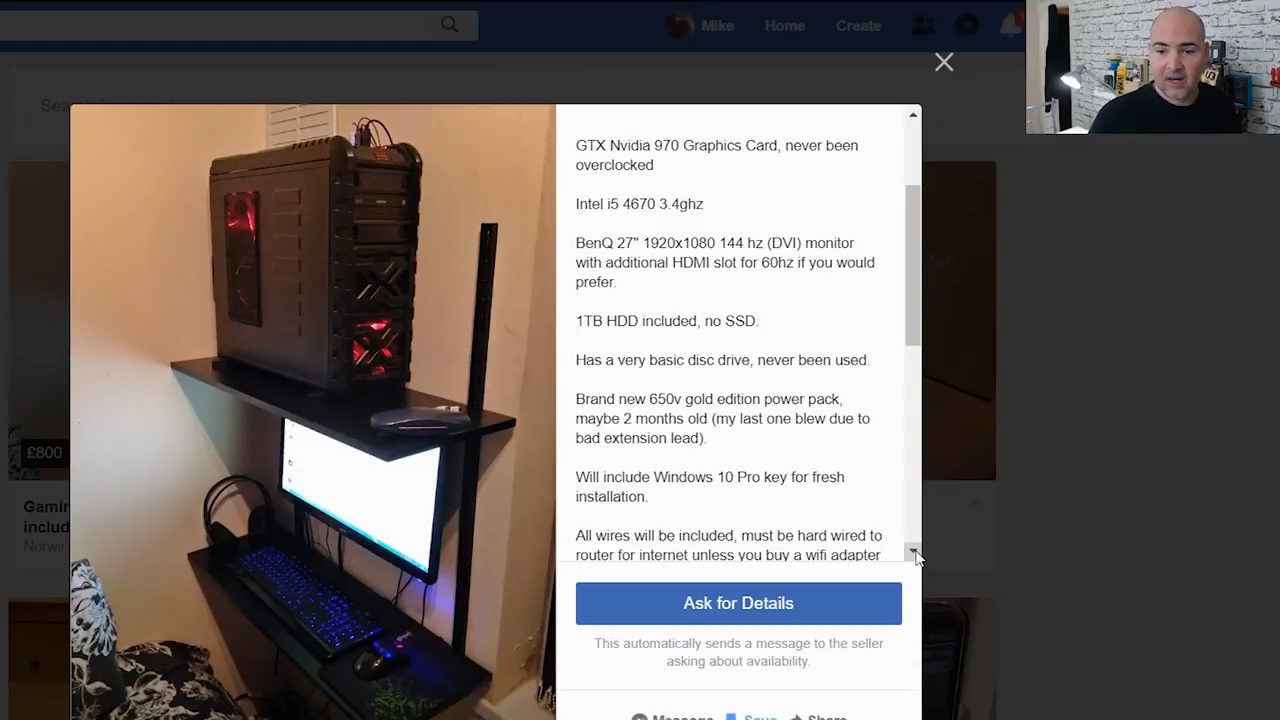 Mike
Home
Create
Sea
GTX Nvidia 970 Graphics Card, never been
overclocked
Intel i5 4670 3.4ghz
BenQ 27" 1920x1080 144 hz (DVI) monitor
with additional HDMI slot for 60hz if you would
prefer.
1TB HDD included, no SSD.
Has a very basic disc drive, never been used.
Brand new 650v gold edition power pack,
maybe 2 months old (my last one blew due to
bad extension lead).
Will include Windows 10 Pro key for fresh
installation.
All wires will be included, must be hard wired to
router for internet unless you buy a wifi adapter
£800
Gamin
includ
Norwic
Ask for Details
This automatically sends a message to the seller
asking about availability.
Message
Save
Share